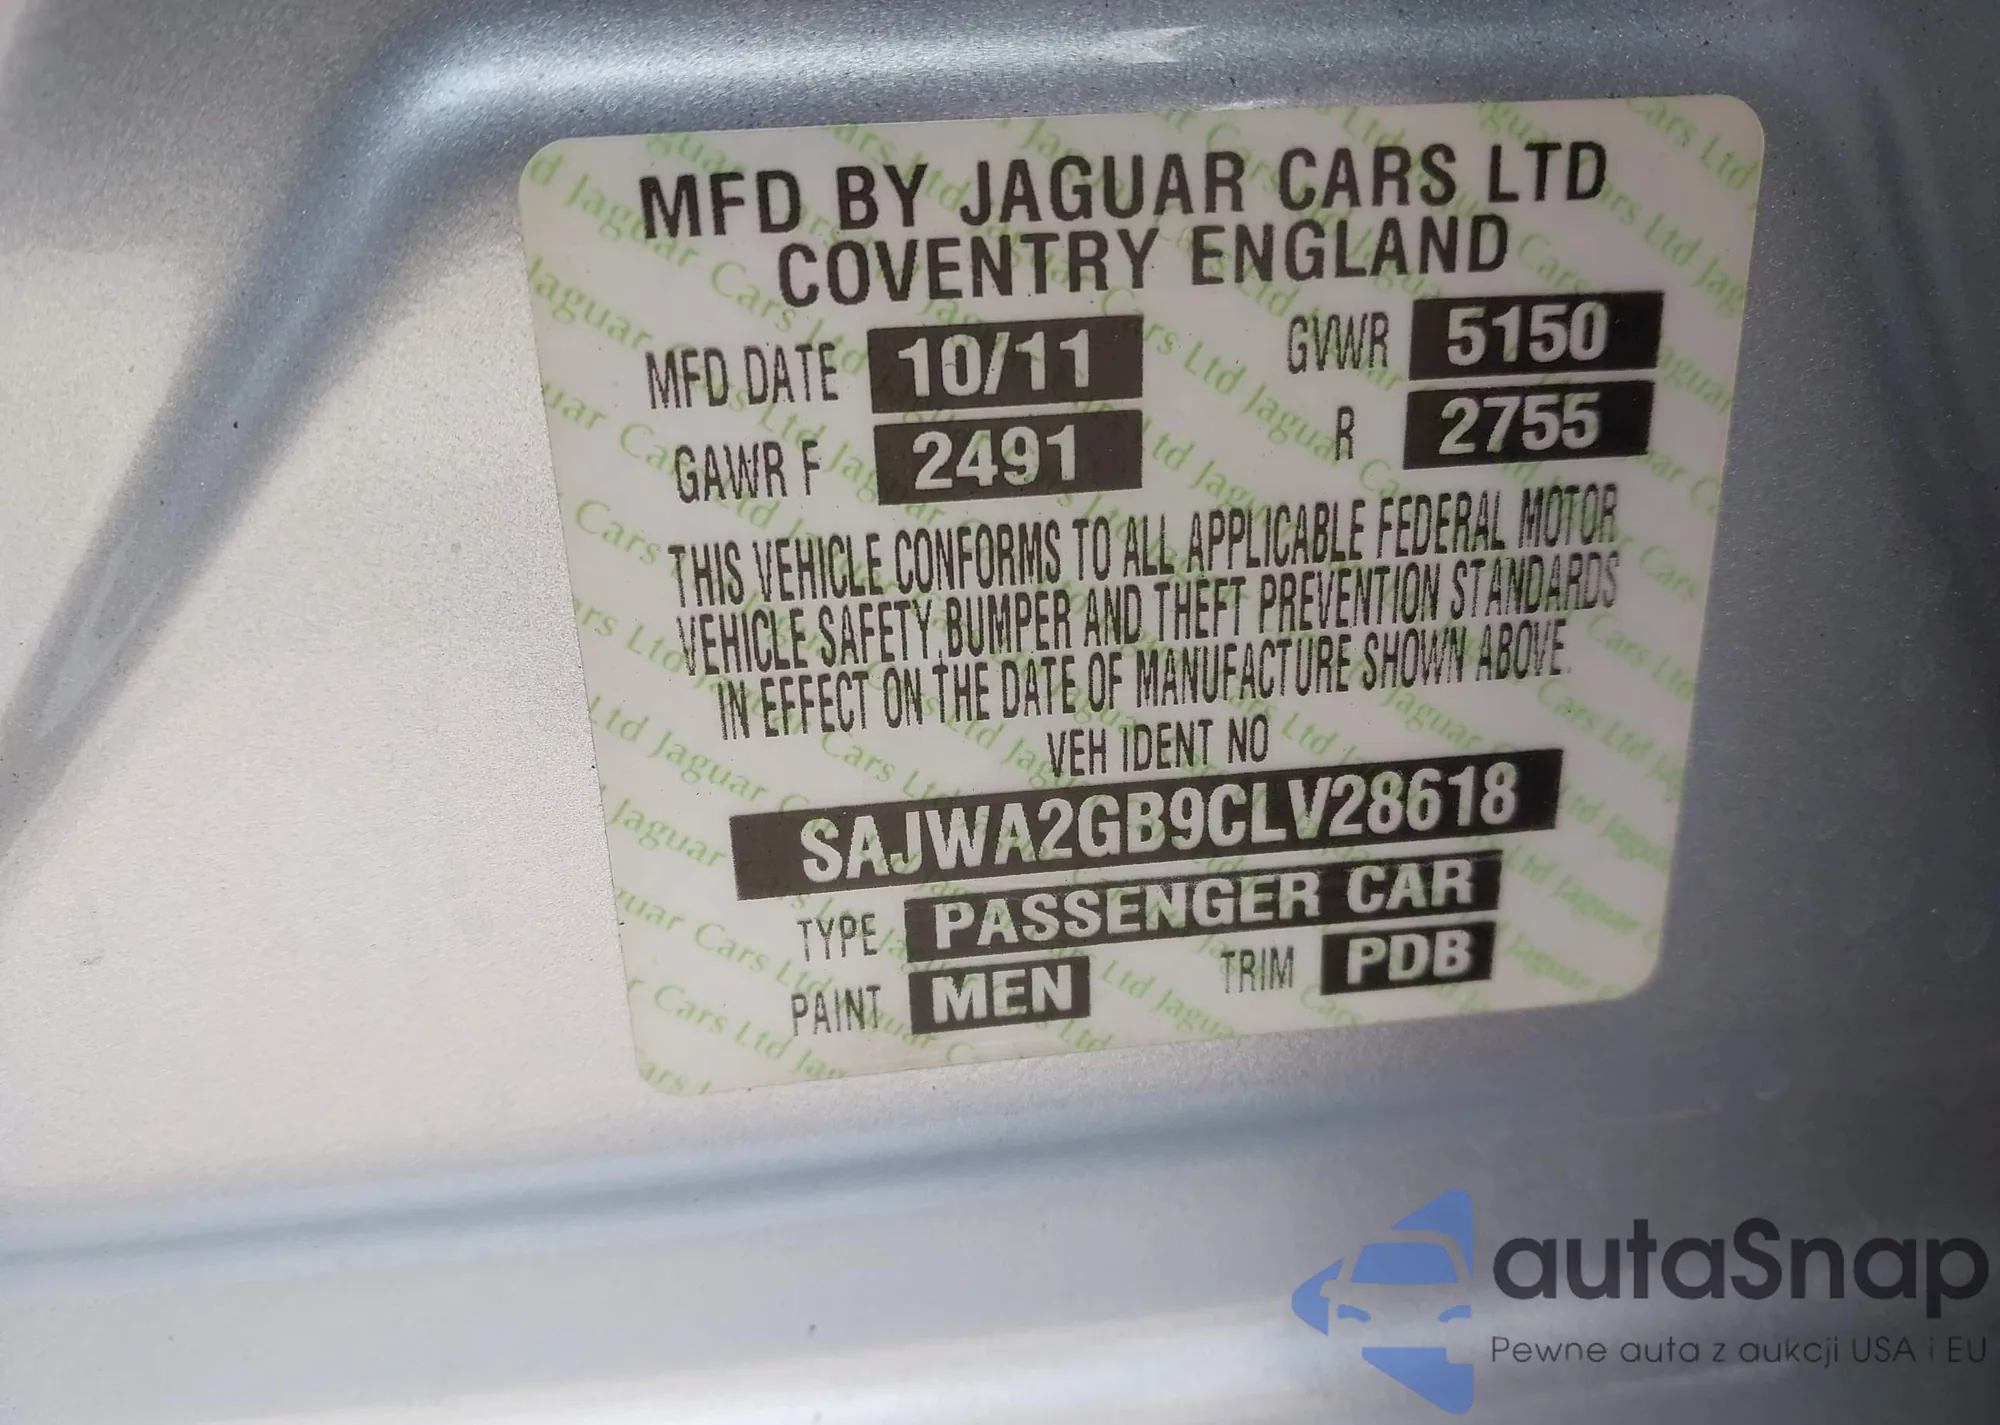 MFD BY JAGUAR CARS LTD
COVENTRY ENGLAND
MFD DATE 10/11 GVWR 5150
GAWR F 2491 R 2755
THIS VEHICLE CONFORMS TO ALL APPLICABLE FEDERAL MOTOR
VEHICLE SAFETY, BUMPER AND THEFT PREVENTION STANDARDS
IN EFFECT ON THE DATE OF MANUFACTURE SHOWN ABOVE.
VEH IDENT NO
SAJWA2GB9CLV28618
TYPE PASSENGER CAR
PAINT MEN TRIM PDB
autaSnap
Pewne auta z aukcji USA i EU